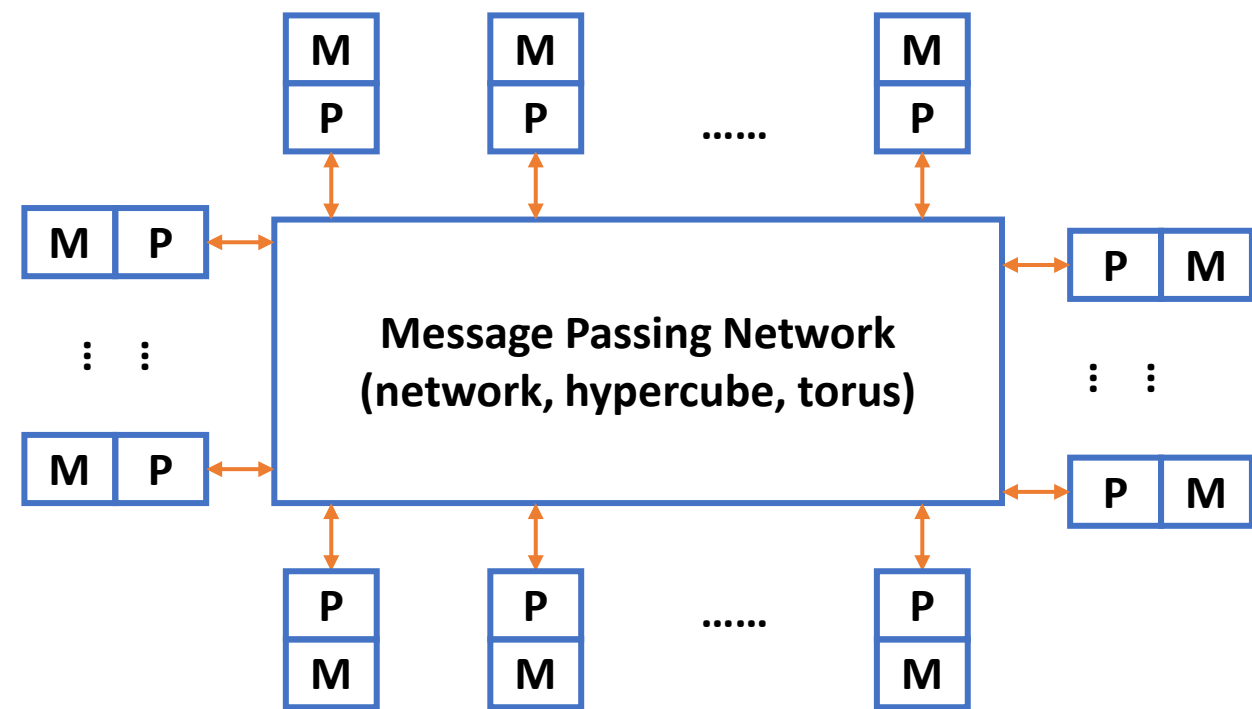 M M M
P P …… P
M P
P M
Message Passing Network
(network, hypercube, torus)
⋮ ⋮ ⋮ ⋮
M P P M
P P …… P
M M M